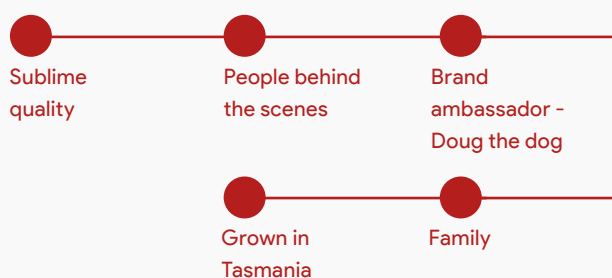 Sublime
quality
People behind
the scenes
Brand
ambassador -
Doug the dog
Grown in
Tasmania
Family